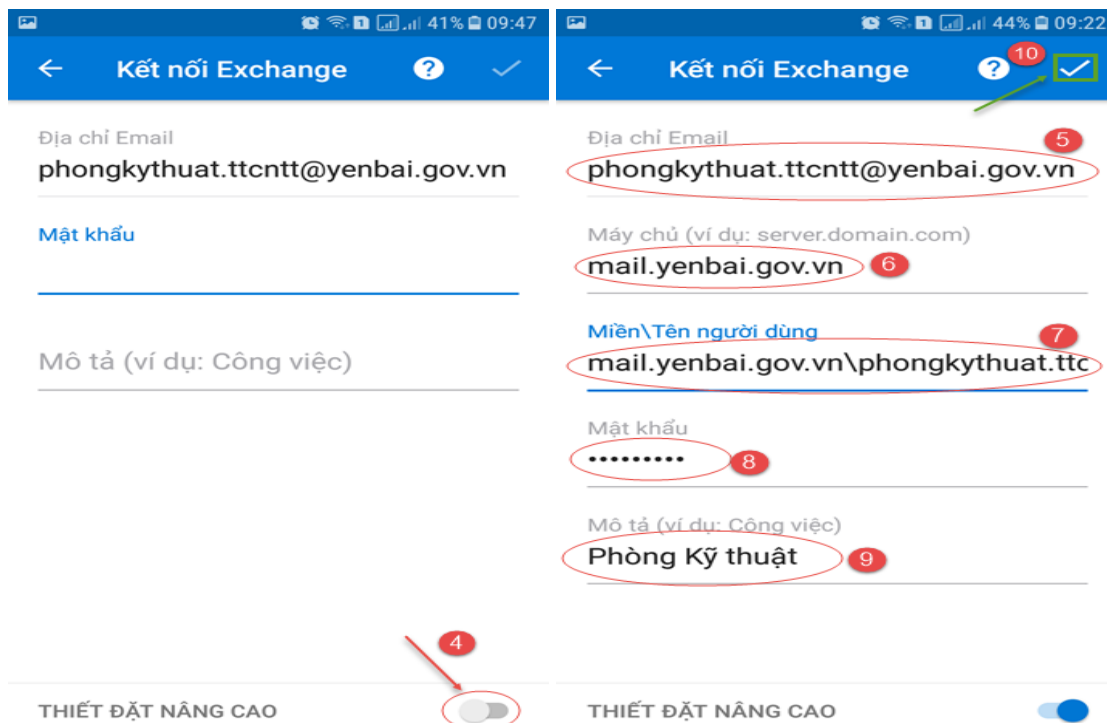 41% 09:47
Kết nối Exchange ?
Địa chỉ Email
phongkythuat.ttcntt@yenbai.gov.vn
Mật khẩu
Mô tả (ví dụ: Công việc)
4
THIẾT ĐẶT NÂNG CAO
1 44% 09:22
Kết nối Exchange ? 10
Địa chỉ Email 5
phongkythuat.ttcntt@yenbai.gov.vn
Máy chủ (ví dụ: server.domain.com)
mail.yenbai.gov.vn 6
Miền\Tên người dùng 7
mail.yenbai.gov.vn\phongkythuat.ttc
Mật khẩu
••••••••• 8
Mô tả (ví dụ: Công việc)
Phòng Kỹ thuật 9
THIẾT ĐẶT NÂNG CAO